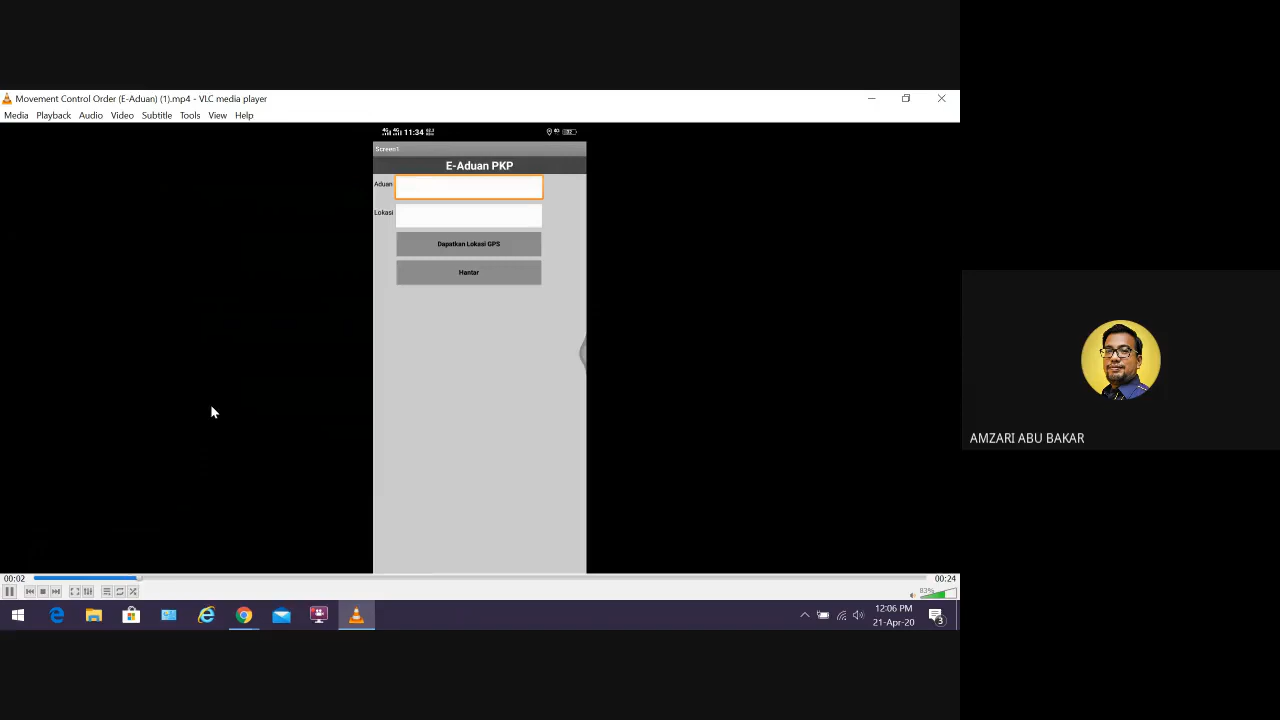 Movement Control Order (E-Aduan) (1).mp4 - VLC media player
Media Playback Audio Video Subtitle Tools View Help
11:34
Screen1
E-Aduan PKP
Aduan
Lokasi
Dapatkan Lokasi GPS
Hantar
AMZARI ABU BAKAR
00:02
00:24
83%
12:06 PM
21-Apr-20
3